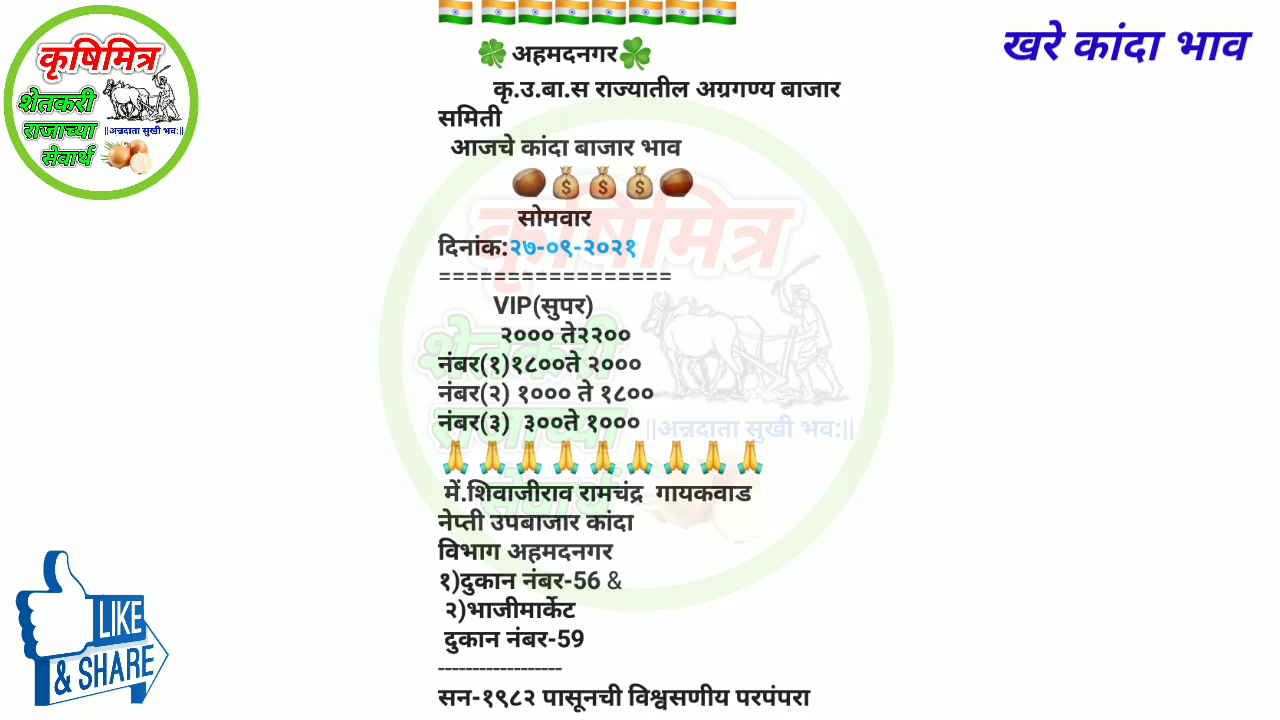 कृषिमित्र
शेतकरी
राजाच्या
सेवार्थ
||अन्नदाता सुखी भव:||
खरे कांदा भाव
अहमदनगर
कृ.उ.बा.स राज्यातील अग्रगण्य बाजार
समिती
आजचे कांदा बाजार भाव
सोमवार
दिनांक:२७-०९-२०२१
=================
VIP(सुपर)
२००० ते२२००
नंबर(१)१८००ते २०००
नंबर(२) १००० ते १८००
नंबर(३) ३००ते १०००
में.शिवाजीराव रामचंद्र गायकवाड
नेप्ती उपबाजार कांदा
विभाग अहमदनगर
१)दुकान नंबर-56 &
२)भाजीमार्केट
दुकान नंबर-59
------------------
सन-१९८२ पासूनची विश्वसणीय परपंपरा
कृषिमित्र
शेतकरी
राजाच्या
सेवार्थ
||अन्नदाता सुखी भव:||
LIKE
& SHARE